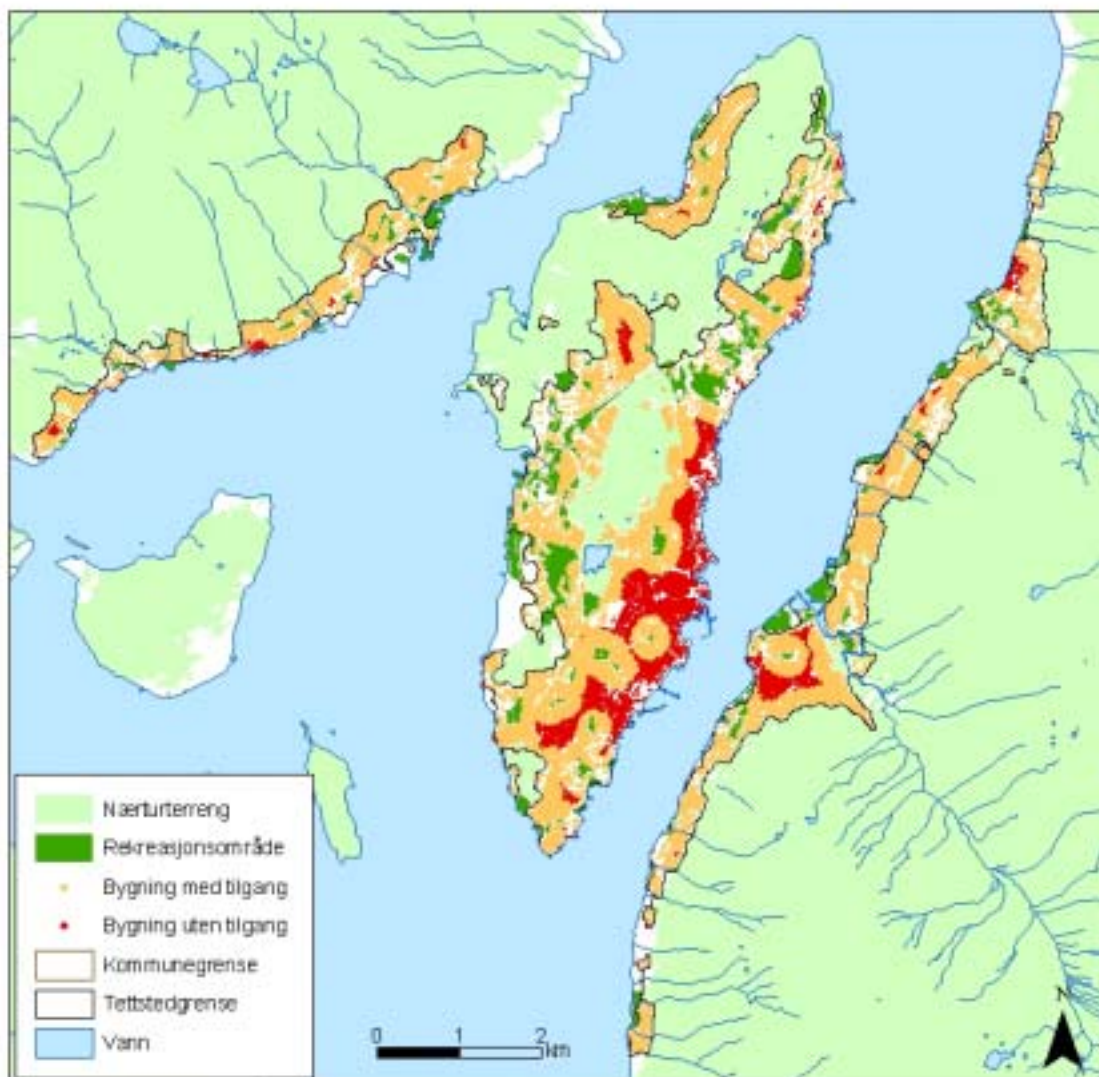 Nærturterreng
Rekreasjonsområde
Bygning med tilgang
Bygning uten tilgang
Kommunegrense
Tettstedgrense
Vann
0 1 2
km
N